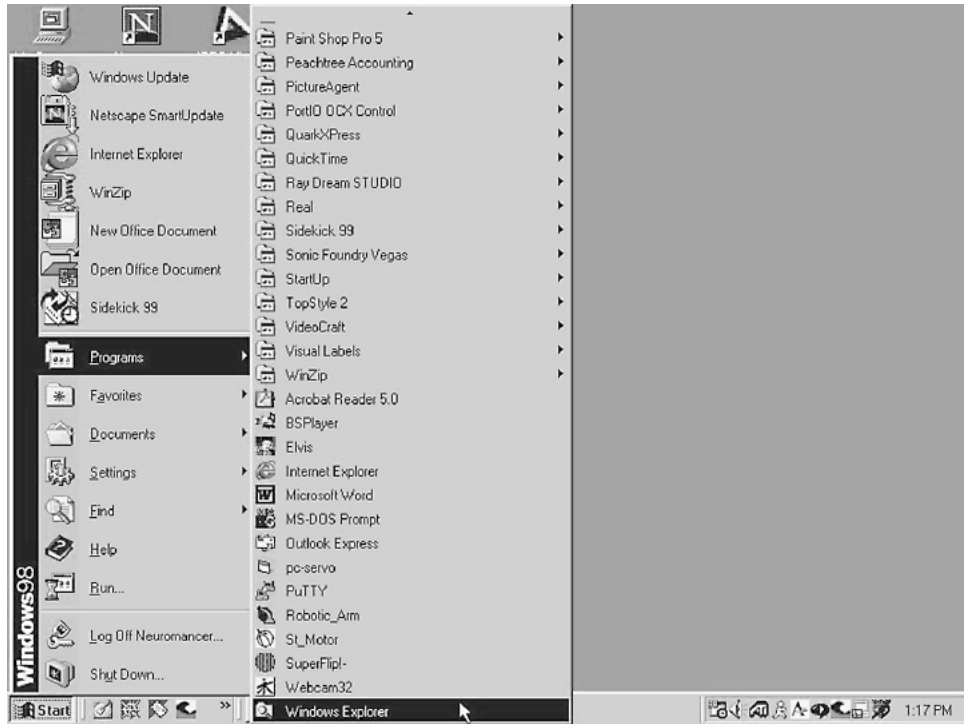 Windows Update
Netscape SmartUpdate
Internet Explorer
WinZip
New Office Document
Open Office Document
Sidekick 99
Programs
Favorites
Documents
Settings
Find
Help
Run...
Log Off Neuromancer...
Shut Down...
Windows98
Paint Shop Pro 5
Peachtree Accounting
PictureAgent
PortIO OCX Control
QuarkXPress
QuickTime
Ray Dream STUDIO
Real
Sidekick 99
Sonic Foundry Vegas
StartUp
TopStyle 2
VideoCraft
Visual Labels
WinZip
Acrobat Reader 5.0
BSPlayer
Elvis
Internet Explorer
Microsoft Word
MS-DOS Prompt
Outlook Express
pc-servo
PuTTY
Robotic_Arm
St_Motor
SuperFlip!-
Webcam32
Windows Explorer
Start
1:17 PM